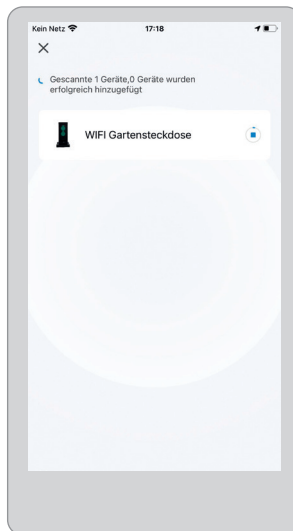 Kein Netz 17:18
Gescannte 1 Geräte,0 Geräte wurden
erfolgreich hinzugefügt
WIFI Gartensteckdose